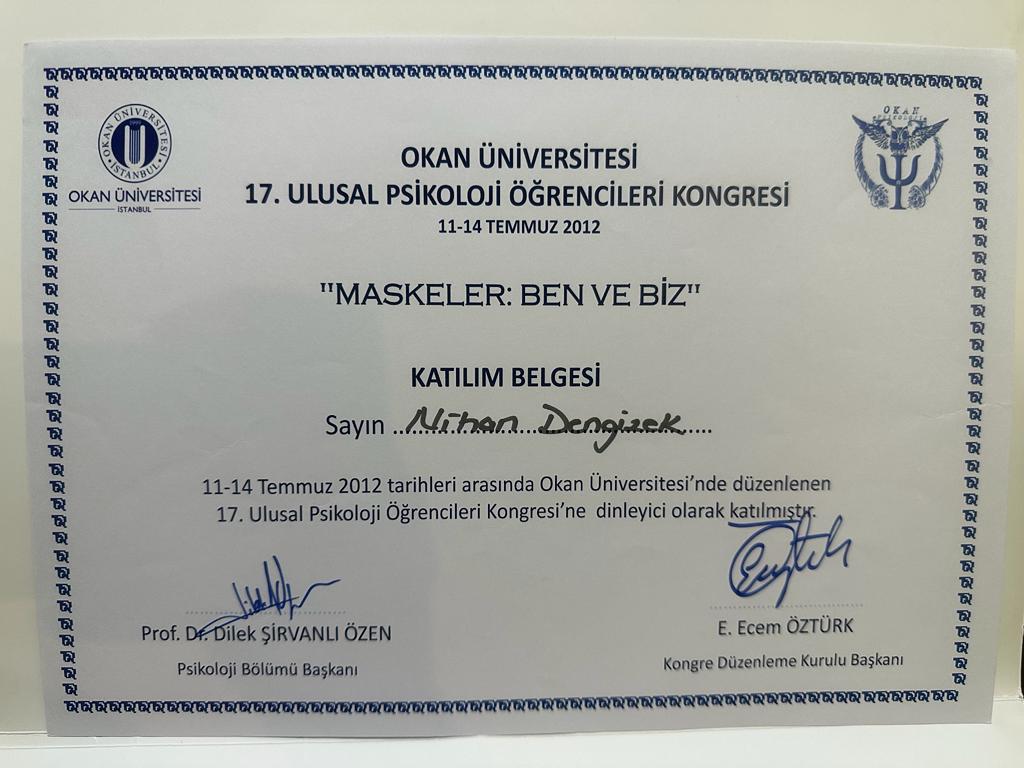 OKAN ÜNİVERSİTESİ
İSTANBUL
OKAN ÜNİVERSİTESİ
İSTANBUL
OKAN
PSİKOLOJİ
OKAN ÜNİVERSİTESİ
17. ULUSAL PSİKOLOJİ ÖĞRENCİLERİ KONGRESİ
11-14 TEMMUZ 2012
"MASKELER: BEN VE BİZ"
KATILIM BELGESİ
Sayın Nihan Dengizek
11-14 Temmuz 2012 tarihleri arasında Okan Üniversitesi’nde düzenlenen
17. Ulusal Psikoloji Öğrencileri Kongresi’ne dinleyici olarak katılmıştır.
Prof. Dr. Dilek ŞİRVANLI ÖZEN
Psikoloji Bölümü Başkanı
E. Ecem ÖZTÜRK
Kongre Düzenleme Kurulu Başkanı